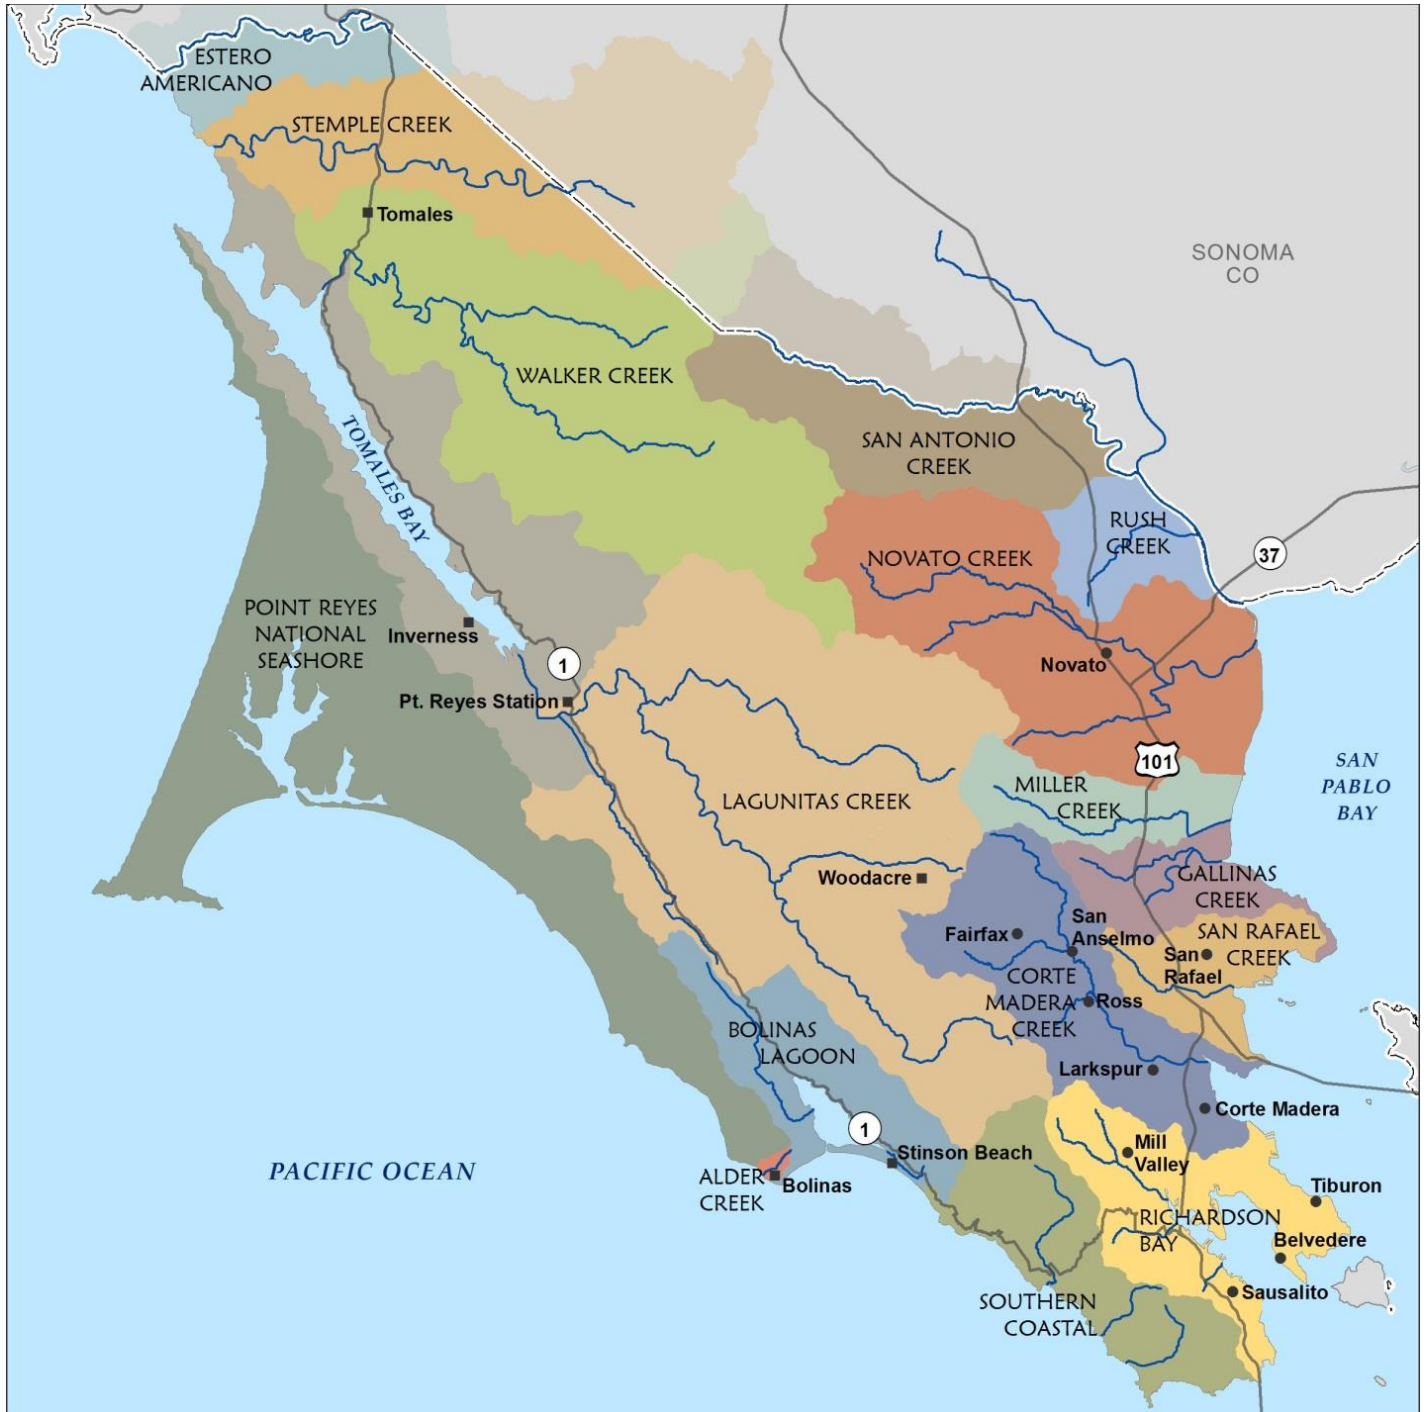 ESTERO
AMERICANO
STEMPLE CREEK
Tomales
SONOMA
CO
WALKER CREEK
TOMALES BAY
SAN ANTONIO
CREEK
RUSH
CREEK
NOVATO CREEK
37
POINT REYES
NATIONAL
SEASHORE
Inverness
1
Novato
Pt. Reyes Station
101
SAN
PABLO
BAY
MILLER
CREEK
LAGUNITAS CREEK
Woodacre
GALLINAS
CREEK
Fairfax
San
Anselmo
SAN RAFAEL
CREEK
San
Rafael
CORTE
MADERA
CREEK
Ross
BOLINAS
LAGOON
Larkspur
Corte Madera
1
Stinson Beach
Mill
Valley
PACIFIC OCEAN
ALDER
CREEK
Bolinas
Tiburon
RICHARDSON
BAY
Belvedere
Sausalito
SOUTHERN
COASTAL